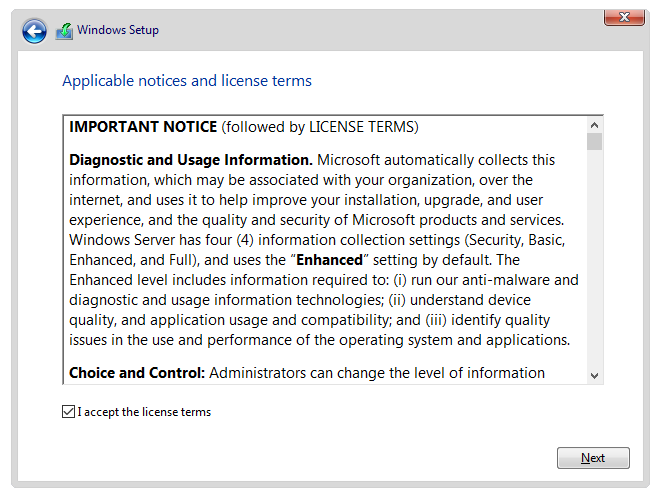 Windows Setup
Applicable notices and license terms
IMPORTANT NOTICE (followed by LICENSE TERMS)
Diagnostic and Usage Information. Microsoft automatically collects this
information, which may be associated with your organization, over the
internet, and uses it to help improve your installation, upgrade, and user
experience, and the quality and security of Microsoft products and services.
Windows Server has four (4) information collection settings (Security, Basic,
Enhanced, and Full), and uses the “Enhanced” setting by default. The
Enhanced level includes information required to: (i) run our anti-malware and
diagnostic and usage information technologies; (ii) understand device
quality, and application usage and compatibility; and (iii) identify quality
issues in the use and performance of the operating system and applications.
Choice and Control: Administrators can change the level of information
I accept the license terms
Next